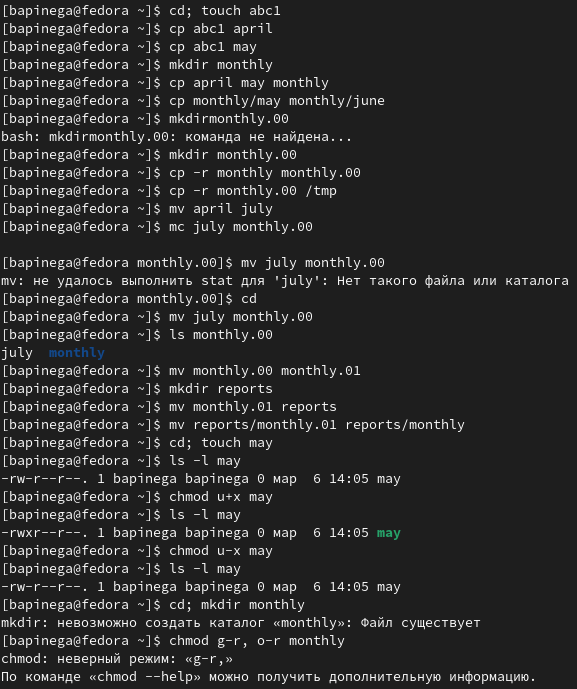 [bapinega@fedora ~]$ cd; touch abc1
[bapinega@fedora ~]$ cp abc1 april
[bapinega@fedora ~]$ cp abc1 may
[bapinega@fedora ~]$ mkdir monthly
[bapinega@fedora ~]$ cp april may monthly
[bapinega@fedora ~]$ cp monthly/may monthly/june
[bapinega@fedora ~]$ mkdirmonthly.00
bash: mkdirmonthly.00: команда не найдена...
[bapinega@fedora ~]$ mkdir monthly.00
[bapinega@fedora ~]$ cp -r monthly monthly.00
[bapinega@fedora ~]$ cp -r monthly.00 /tmp
[bapinega@fedora ~]$ mv april july
[bapinega@fedora ~]$ mc july monthly.00
[bapinega@fedora monthly.00]$ mv july monthly.00
mv: не удалось выполнить stat для 'july': Нет такого файла или каталога
[bapinega@fedora monthly.00]$ cd
[bapinega@fedora ~]$ mv july monthly.00
[bapinega@fedora ~]$ ls monthly.00
july  monthly
[bapinega@fedora ~]$ mv monthly.00 monthly.01
[bapinega@fedora ~]$ mkdir reports
[bapinega@fedora ~]$ mv monthly.01 reports
[bapinega@fedora ~]$ mv reports/monthly.01 reports/monthly
[bapinega@fedora ~]$ cd; touch may
[bapinega@fedora ~]$ ls -l may
-rw-r--r--. 1 bapinega bapinega 0 мар  6 14:05 may
[bapinega@fedora ~]$ chmod u+x may
[bapinega@fedora ~]$ ls -l may
-rwxr--r--. 1 bapinega bapinega 0 мар  6 14:05 may
[bapinega@fedora ~]$ chmod u-x may
[bapinega@fedora ~]$ ls -l may
-rw-r--r--. 1 bapinega bapinega 0 мар  6 14:05 may
[bapinega@fedora ~]$ cd; mkdir monthly
mkdir: невозможно создать каталог «monthly»: Файл существует
[bapinega@fedora ~]$ chmod g-r, o-r monthly
chmod: неверный режим: «g-r,»
По команде «chmod --help» можно получить дополнительную информацию.